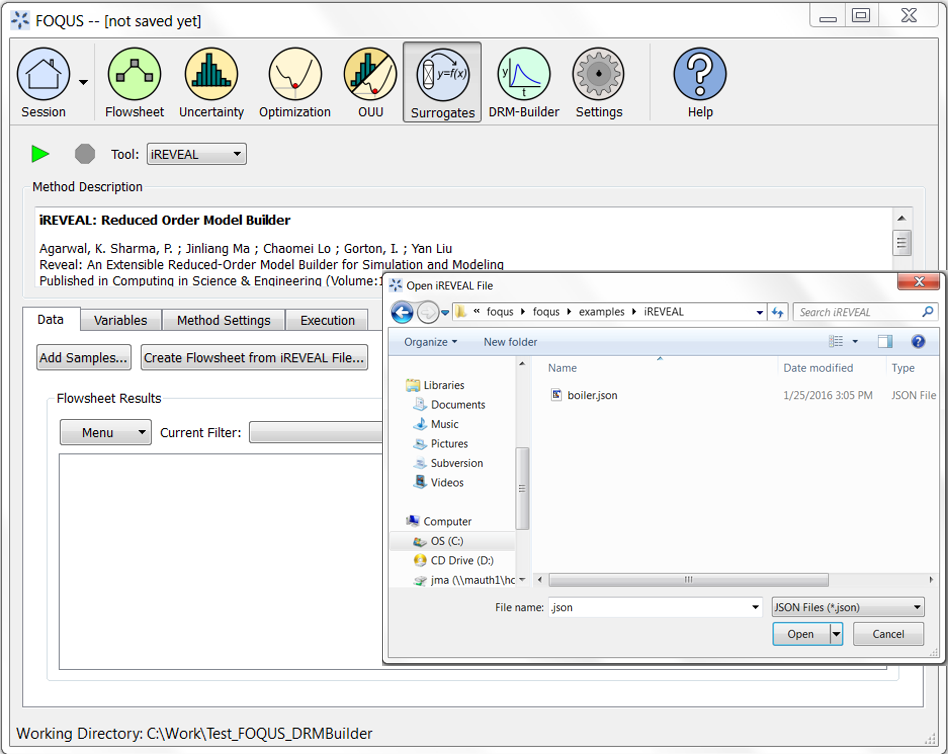 FOQUS -- [not saved yet]
Session
Flowsheet
Uncertainty
Optimization
OUU
y=f(x)
Surrogates
y
t
DRM-Builder
Settings
?
Help
Tool: iREVEAL
Method Description
iREVEAL: Reduced Order Model Builder
Agarwal, K. Sharma, P. ; Jinliang Ma ; Chaomei Lo ; Gorton, I. ; Yan Liu
Reveal: An Extensible Reduced-Order Model Builder for Simulation and Modeling
Published in Computing in Science & Engineering (Volume:1
Data
Variables
Method Settings
Execution
Add Samples...
Create Flowsheet from iREVEAL File...
Flowsheet Results
Menu
Current Filter:
Open iREVEAL File
« foqus foqus examples iREVEAL
Search iREVEAL
Organize
New folder
?
Name
Date modified
Type
boiler.json
1/25/2016 3:05 PM
JSON File
Libraries
Documents
Music
Pictures
Subversion
Videos
Computer
OS (C:)
CD Drive (D:)
jma (\\mauth1\hc
File name: .json
JSON Files (*.json)
Open
Cancel
Working Directory: C:\Work\Test_FOQUS_DRMBuilder